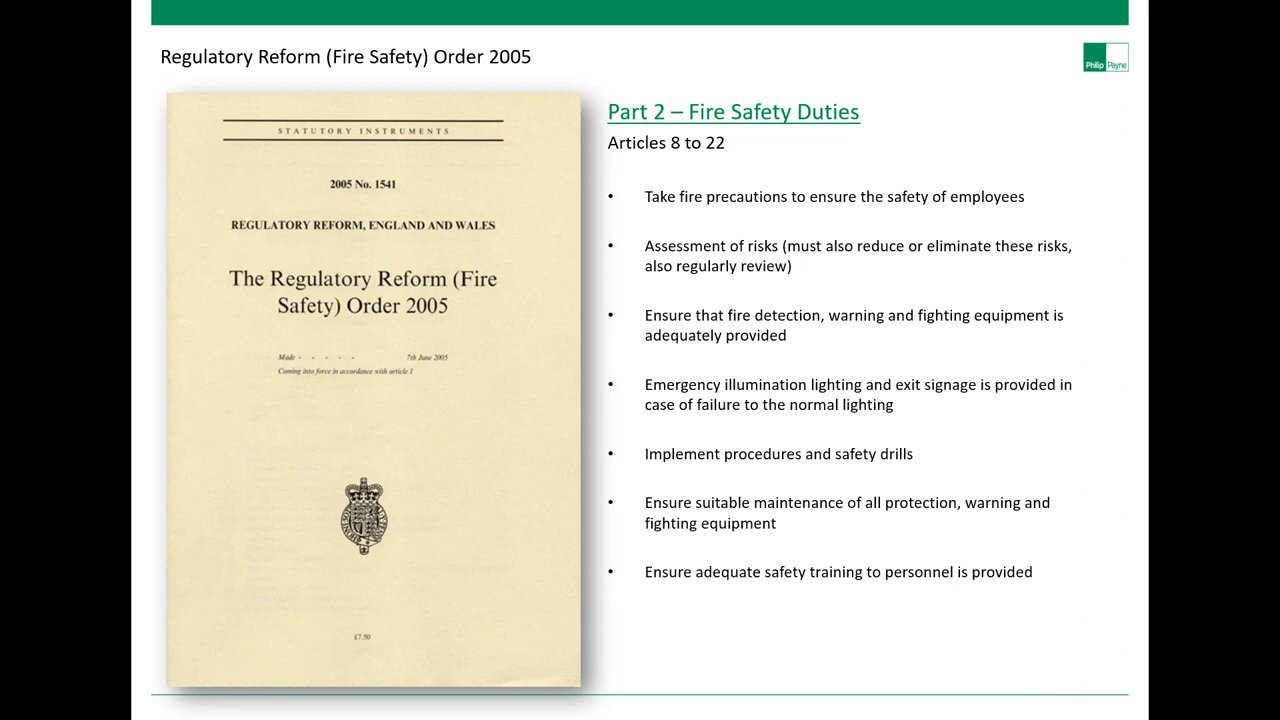 Regulatory Reform (Fire Safety) Order 2005
Philip Payne
STATUTORY INSTRUMENTS
2005 No. 1541
REGULATORY REFORM, ENGLAND AND WALES
The Regulatory Reform (Fire
Safety) Order 2005
Made - - - - - 7th June 2005
Coming into force in accordance with article 1
£7.50
Part 2 – Fire Safety Duties
Articles 8 to 22
• Take fire precautions to ensure the safety of employees
• Assessment of risks (must also reduce or eliminate these risks,
also regularly review)
• Ensure that fire detection, warning and fighting equipment is
adequately provided
• Emergency illumination lighting and exit signage is provided in
case of failure to the normal lighting
• Implement procedures and safety drills
• Ensure suitable maintenance of all protection, warning and
fighting equipment
• Ensure adequate safety training to personnel is provided